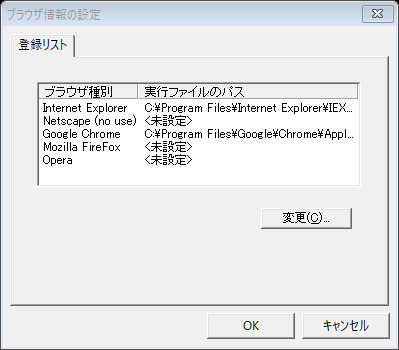 ブラウザ情報の設定
登録リスト
ブラウザ種別 実行ファイルのパス
Internet Explorer C:¥Program Files¥Internet Explorer¥IEX...
Netscape (no use) <未設定>
Google Chrome C:¥Program Files¥Google¥Chrome¥Appl...
Mozilla FireFox <未設定>
Opera <未設定>
変更(C)...
OK キャンセル